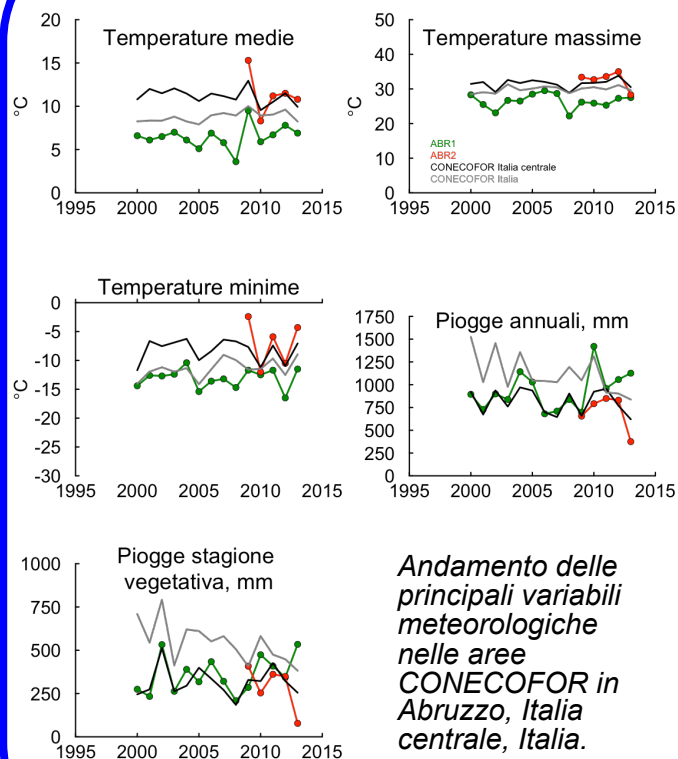 Temperature medie
°C
20
15
10
5
0
1995 2000 2005 2010 2015
Temperature massime
°C
50
40
30
20
10
0
ABR1
ABR2
CONECOFOR Italia centrale
CONECOFOR Italia
1995 2000 2005 2010 2015
Temperature minime
°C
0
-5
-10
-15
-20
-25
-30
1995 2000 2005 2010 2015
Piogge annuali, mm
1750
1500
1250
1000
750
500
250
0
1995 2000 2005 2010 2015
Piogge stagione
vegetativa, mm
1000
750
500
250
0
1995 2000 2005 2010 2015
Andamento delle
principali variabili
meteorologiche
nelle aree
CONECOFOR in
Abruzzo, Italia
centrale, Italia.